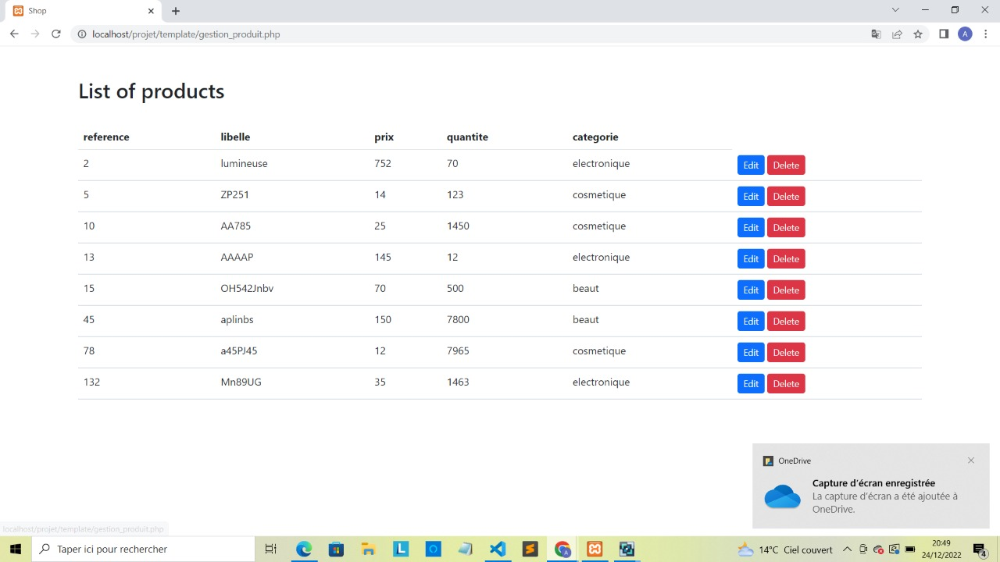 Shop
localhost/projet/template/gestion_produit.php
A
List of products
reference libelle prix quantite categorie
2 lumineuse 752 70 electronique Edit Delete
5 ZP251 14 123 cosmetique Edit Delete
10 AA785 25 1450 cosmetique Edit Delete
13 AAAAP 145 12 electronique Edit Delete
15 OH542Jnbv 70 500 beaut Edit Delete
45 aplinbs 150 7800 beaut Edit Delete
78 a45PJ45 12 7965 cosmetique Edit Delete
132 Mn89UG 35 1463 electronique Edit Delete
OneDrive
Capture d'écran enregistrée
La capture d'écran a été ajoutée à
OneDrive.
localhost/projet/template/gestion_produit.php
Taper ici pour rechercher
14°C Ciel couvert
20:49
24/12/2022
4